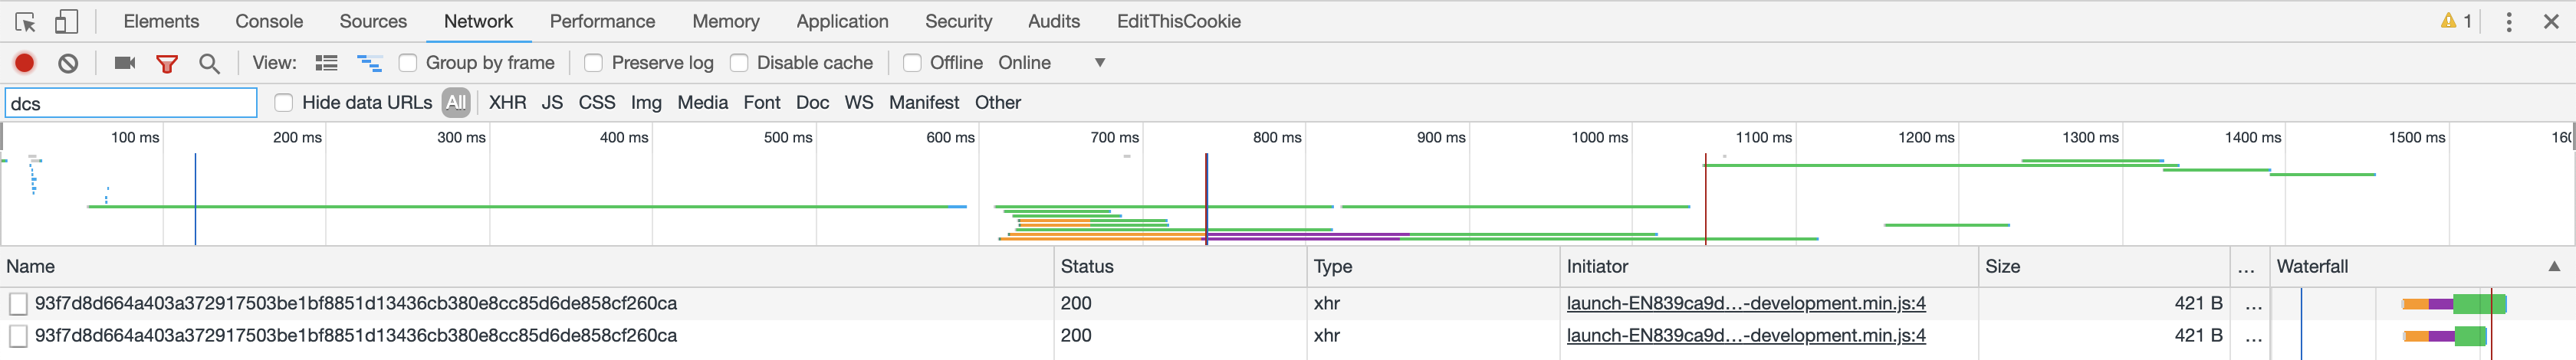 Elements Console Sources Network Performance Memory Application Security Audits EditThisCookie 1
View: Group by frame Preserve log Disable cache Offline Online
dcs Hide data URLs All XHR JS CSS Img Media Font Doc WS Manifest Other
100 ms 200 ms 300 ms 400 ms 500 ms 600 ms 700 ms 800 ms 900 ms 1000 ms 1100 ms 1200 ms 1300 ms 1400 ms 1500 ms
Name Status Type Initiator Size ... Waterfall
93f7d8d664a403a372917503be1bf8851d13436cb380e8cc85d6de858cf260ca 200 xhr launch-EN839ca9d…-development.min.js:4 421 B ...
93f7d8d664a403a372917503be1bf8851d13436cb380e8cc85d6de858cf260ca 200 xhr launch-EN839ca9d…-development.min.js:4 421 B ...